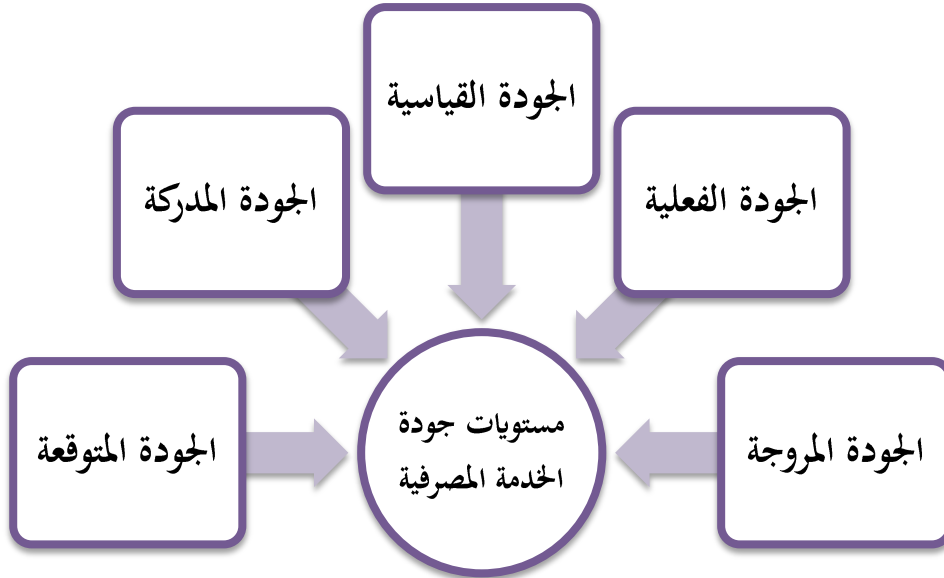 الجودة القياسية
الجودة الفعلية
الجودة المدركة
الجودة المروجة
الجودة المتوقعة
مستويات جودة
الخدمة المصرفية